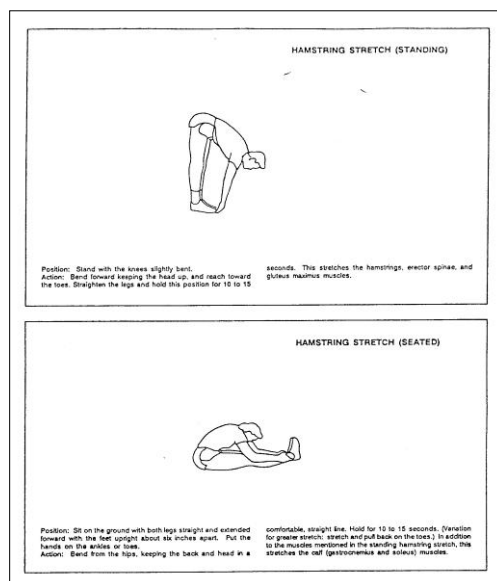 HAMSTRING STRETCH (STANDING)
Position: Stand with the knees slightly bent.
Action: Bend forward keeping the head up, and reach toward
the toes. Straighten the legs and hold this position for 10 to 15
seconds. This stretches the hamstrings, erector spinae, and
gluteus maximus muscles.
HAMSTRING STRETCH (SEATED)
Position: Sit on the ground with both legs straight and extended
forward with the feet upright about six inches apart. Put the
hands on the ankles or toes.
Action: Bend from the hips, keeping the back and head in a
comfortable, straight line. Hold for 10 to 15 seconds. (Variation
for greater stretch: stretch and pull back on the toes.) In addition
to the muscles mentioned in the standing hamstring stretch, this
stretches the calf (gastrocnemius and soleus) muscles.